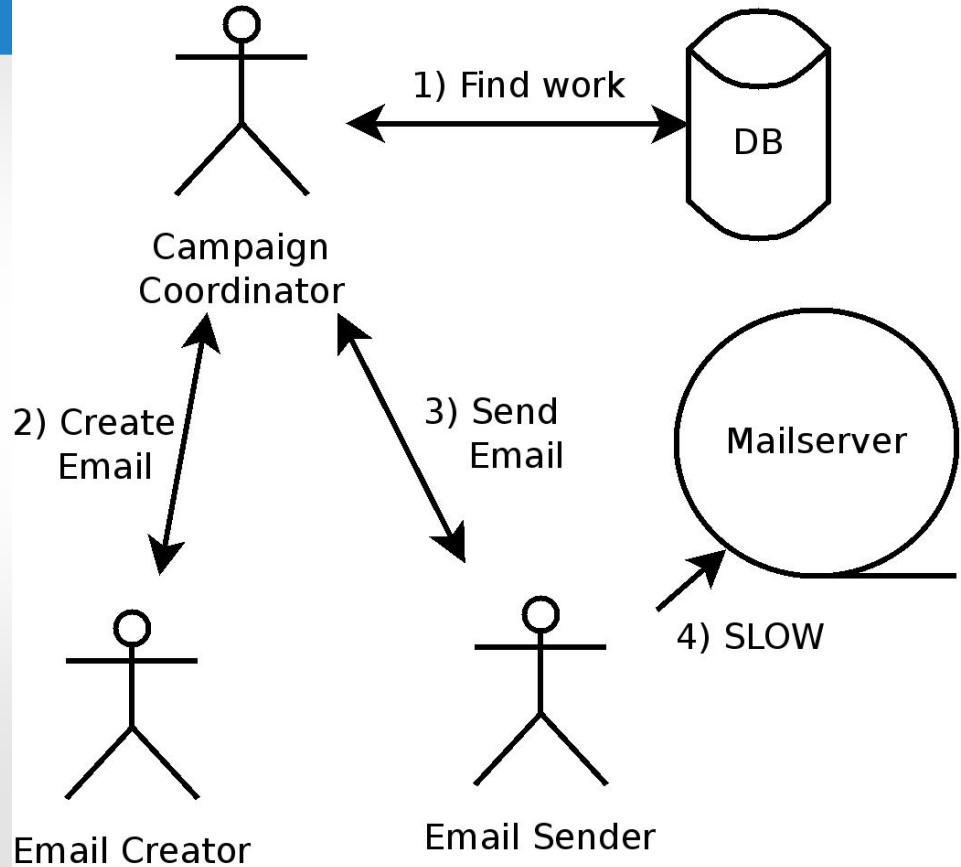 1) Find work
DB
Campaign
Coordinator
2) Create
Email
3) Send
Email
Mailserver
4) SLOW
Email Creator
Email Sender